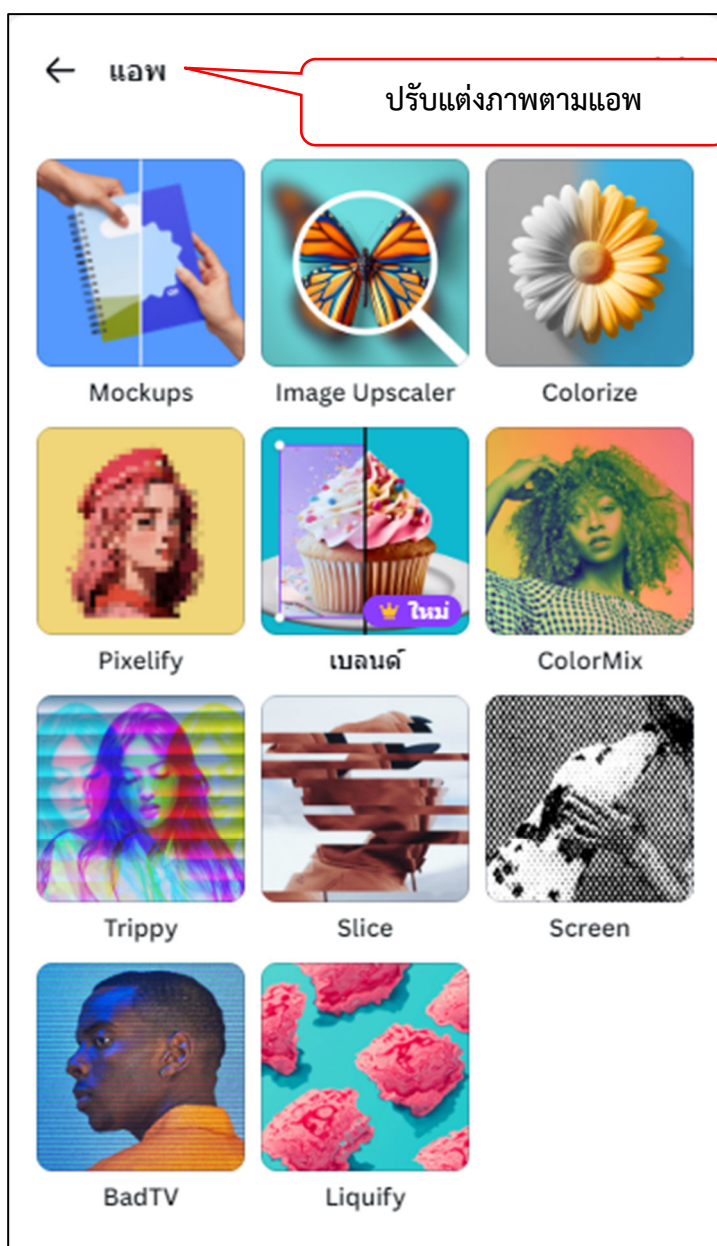 ← แอพ
ปรับแต่งภาพตามแอพ
Mockups
Image Upscaler
Colorize
Pixelify
ใหม่
เบลนด์
ColorMix
Trippy
Slice
Screen
BadTV
Liquify